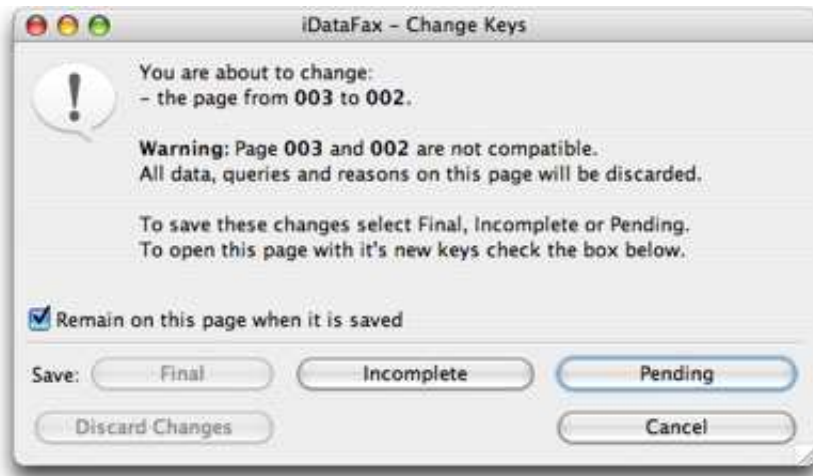 iDataFax – Change Keys
You are about to change:
– the page from 003 to 002.
Warning: Page 003 and 002 are not compatible.
All data, queries and reasons on this page will be discarded.
To save these changes select Final, Incomplete or Pending.
To open this page with it's new keys check the box below.
Remain on this page when it is saved
Save: Final Incomplete Pending
Discard Changes Cancel